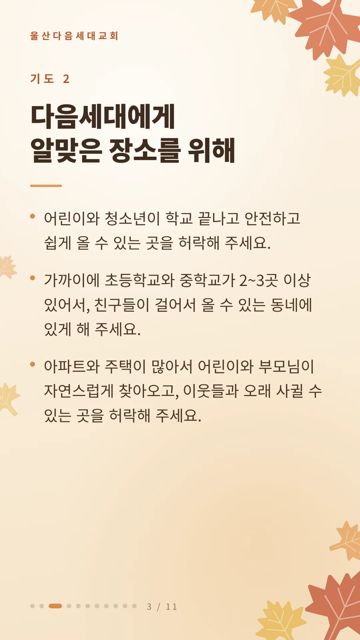 울산다음세대교회
기도 2
다음세대에게
알맞은 장소를 위해
• 어린이와 청소년이 학교 끝나고 안전하고
쉽게 올 수 있는 곳을 허락해 주세요.
• 가까이에 초등학교와 중학교가 2~3곳 이상
있어서, 친구들이 걸어서 올 수 있는 동네에
있게 해 주세요.
• 아파트와 주택이 많아서 어린이와 부모님이
자연스럽게 찾아오고, 이웃들과 오래 사귈 수
있는 곳을 허락해 주세요.
3 / 11